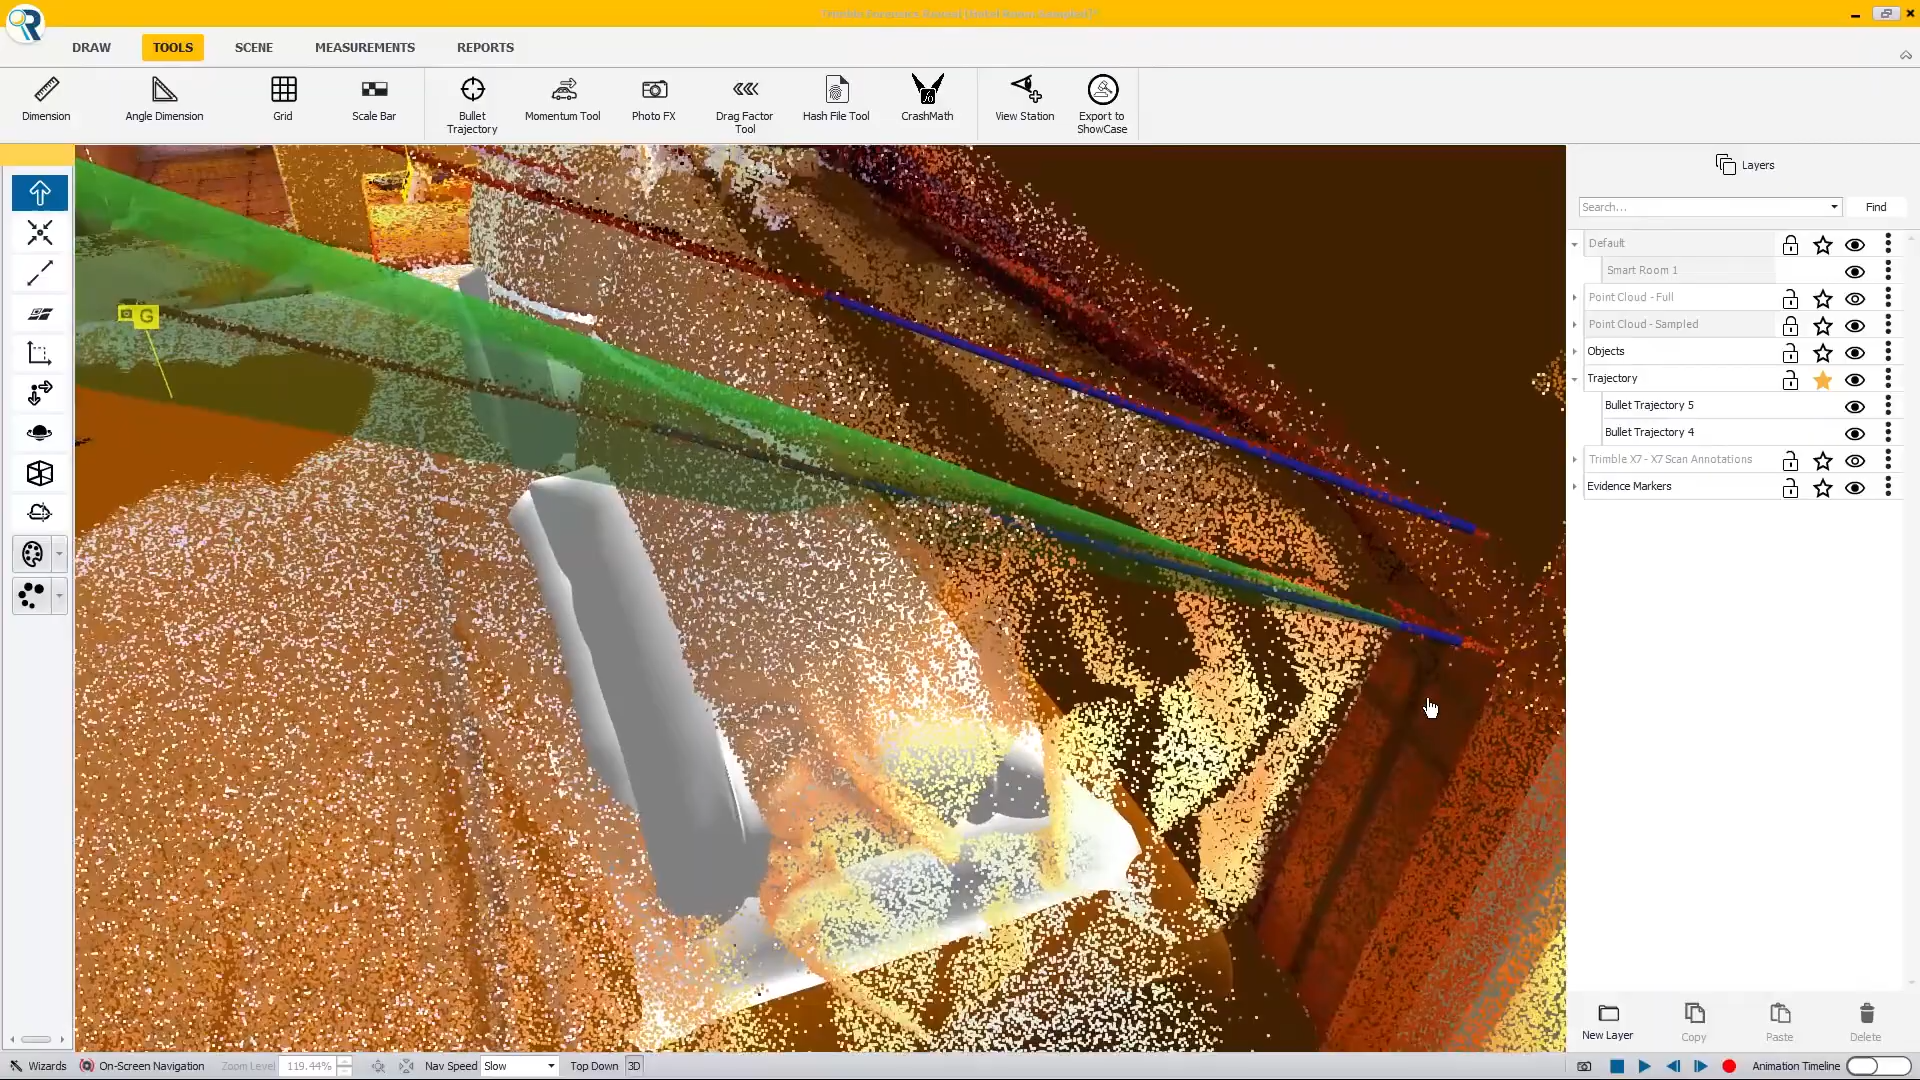 DRAW TOOLS SCENE MEASUREMENTS REPORTS
Dimension Angle Dimension Grid Scale Bar Bullet Trajectory Momentum Tool Photo FX Drag Factor Tool Hash File Tool CrashMath View Station Export to ShowCase
Layers
Search... Find
Default
Smart Room 1
Point Cloud - Full
Point Cloud - Sampled
Objects
Trajectory
Bullet Trajectory 5
Bullet Trajectory 4
Trimble X7 - X7 Scan Annotations
Evidence Markers
G
New Layer Copy Paste Delete
Wizards On-Screen Navigation Zoom Level 119.44% Nav Speed Slow Top Down 3D Animation Timeline